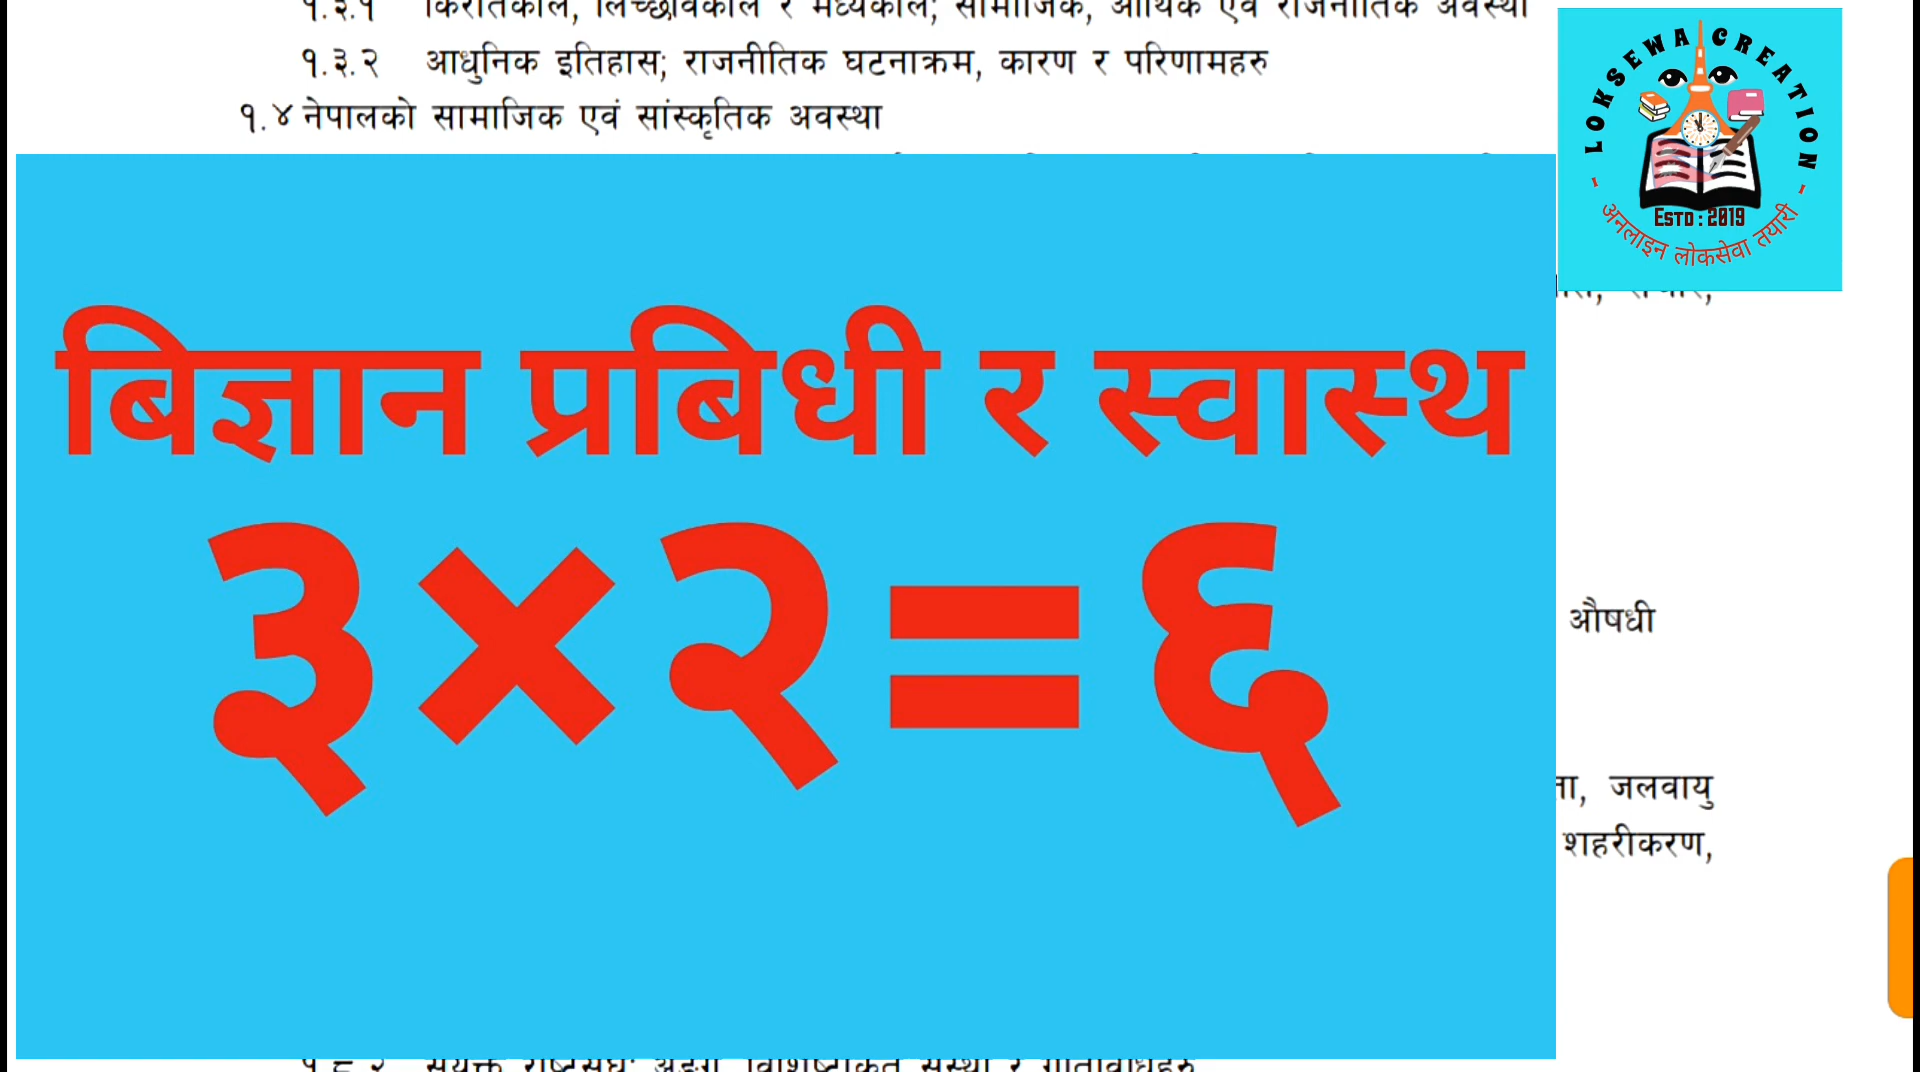 १.३.१ किरातकाल, लिच्छविकाल र मध्यकाल; सामाजिक, आर्थिक एवं राजनीतिक अवस्था
१.३.२ आधुनिक इतिहास; राजनीतिक घटनाक्रम, कारण र परिणामहरु
१.४ नेपालको सामाजिक एवं सांस्कृतिक अवस्था
LOKSEWA CREATION
ESTD : 2019
अनलाइन लोकसेवा तयारी
बिज्ञान प्रबिधी र स्वास्थ
३×२=६
औषधी
जलवायु
शहरीकरण,